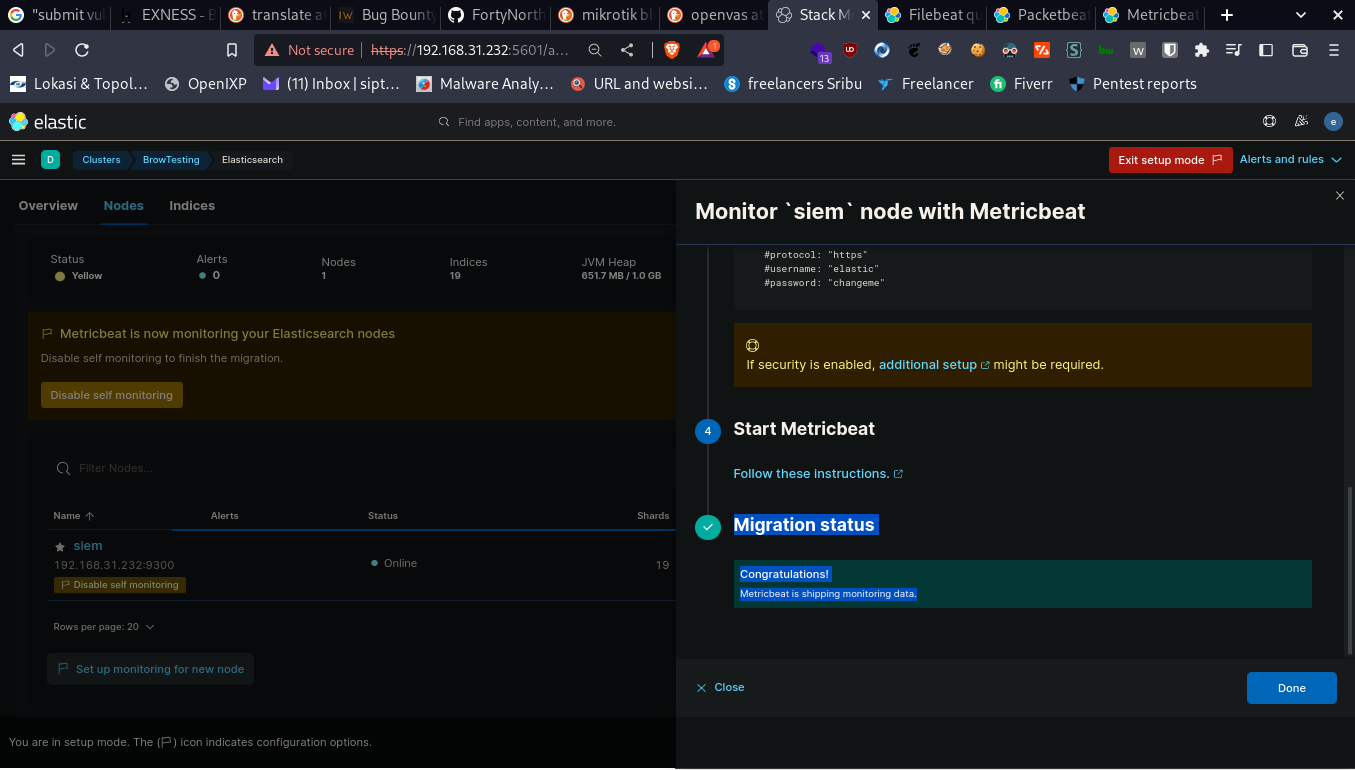 "submit vul
EXNESS - B
translate at
Bug Bounty
FortyNorth
mikrotik bl
openvas at
Stack M
Filebeat qu
Packetbeat
Metricbeat
Not secure
https://192.168.31.232:5601/a...
1
13
Lokasi & Topol...
OpenIXP
(11) Inbox | sipt...
Malware Analy...
URL and websi...
freelancers Sribu
Freelancer
Fiverr
Pentest reports
elastic
Find apps, content, and more.
e
D
Clusters
BrowTesting
Elasticsearch
Exit setup mode
Alerts and rules
Overview
Nodes
Indices
Status
Yellow
Alerts
0
Nodes
1
Indices
19
JVM Heap
651.7 MB / 1.0 GB
Metricbeat is now monitoring your Elasticsearch nodes
Disable self monitoring to finish the migration.
Disable self monitoring
Filter Nodes...
Name
Alerts
Status
Shards
siem
192.168.31.232:9300
Disable self monitoring
Online
19
Rows per page: 20
Set up monitoring for new node
You are in setup mode. The ( ) icon indicates configuration options.
Monitor `siem` node with Metricbeat
#protocol: "https"
#username: "elastic"
#password: "changeme"
If security is enabled, additional setup might be required.
4
Start Metricbeat
Follow these instructions.
Migration status
Congratulations!
Metricbeat is shipping monitoring data.
Close
Done